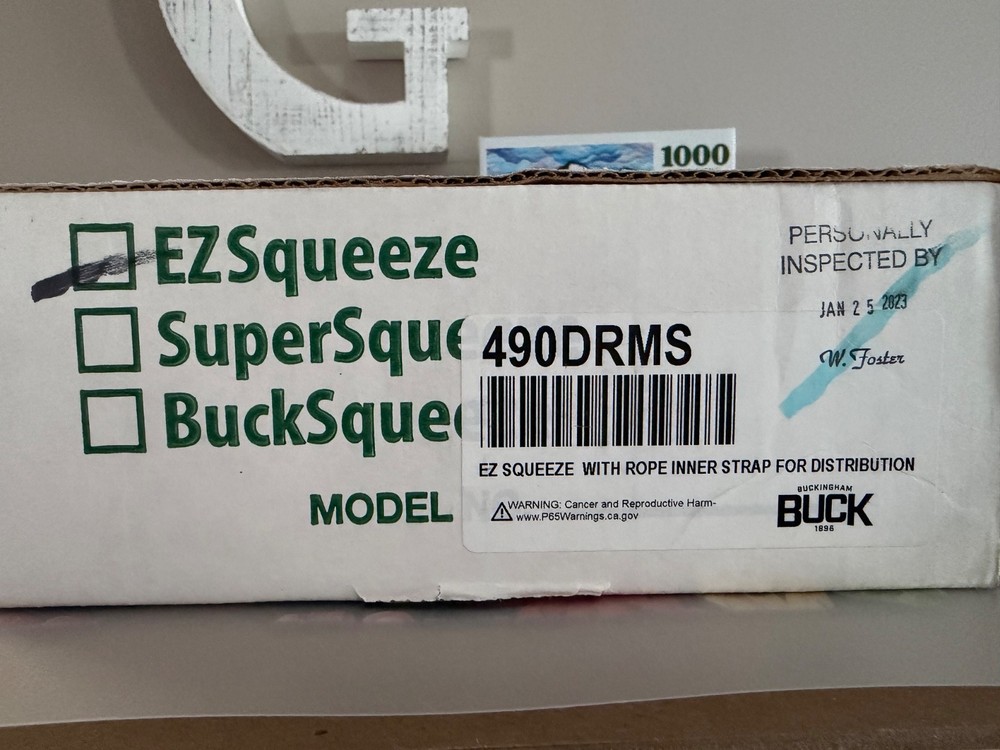 G
1000
EZSqueeze
SuperSque
BuckSquee
MODEL
490DRMS
EZ SQUEEZE WITH ROPE INNER STRAP FOR DISTRIBUTION
WARNING: Cancer and Reproductive Harm-
www.P65Warnings.ca.gov
BUCKINGHAM
BUCK
1896
PERSONALLY
INSPECTED BY
JAN 25 2023
W. Foster